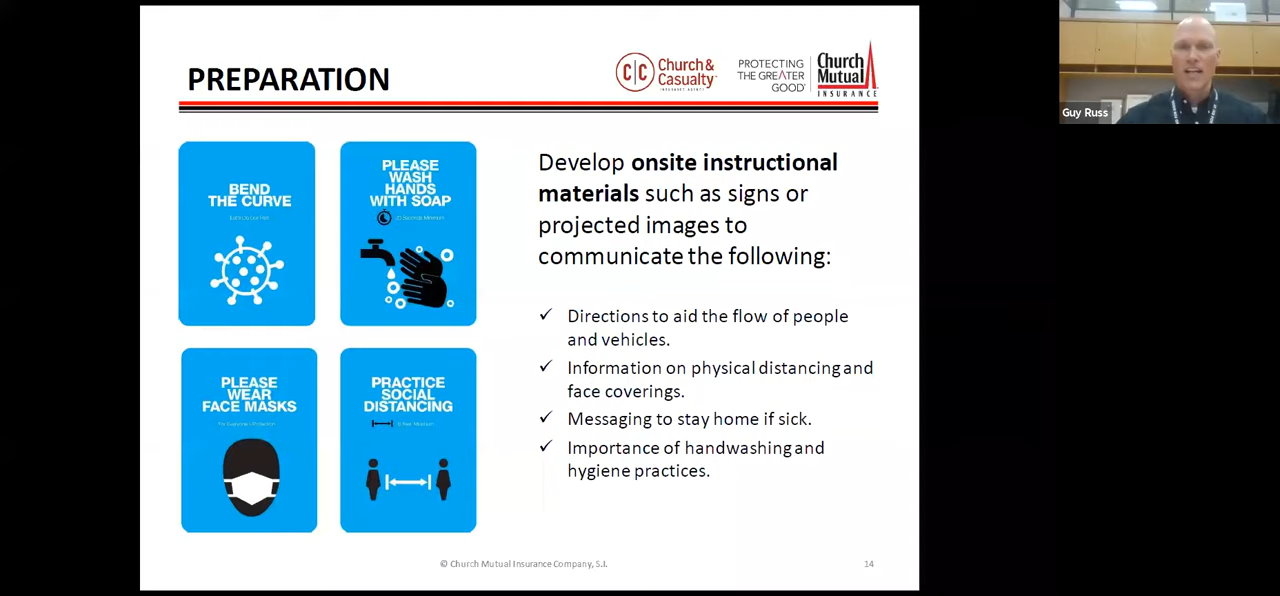 PREPARATION
C|C Church &
Casualty
INSURANCE AGENCY
PROTECTING
THE GREATER
GOOD
Church
Mutual
INSURANCE
Guy Russ
BEND
THE CURVE
PLEASE
WASH
HANDS
WITH SOAP
20 Seconds Minimum
PLEASE
WEAR
FACE MASKS
For Everyone's Protection
PRACTICE
SOCIAL
DISTANCING
6 Feet Minimum
Develop onsite instructional
materials such as signs or
projected images to
communicate the following:
✓ Directions to aid the flow of people
and vehicles.
✓ Information on physical distancing and
face coverings.
✓ Messaging to stay home if sick.
✓ Importance of handwashing and
hygiene practices.
© Church Mutual Insurance Company, S.I.
14